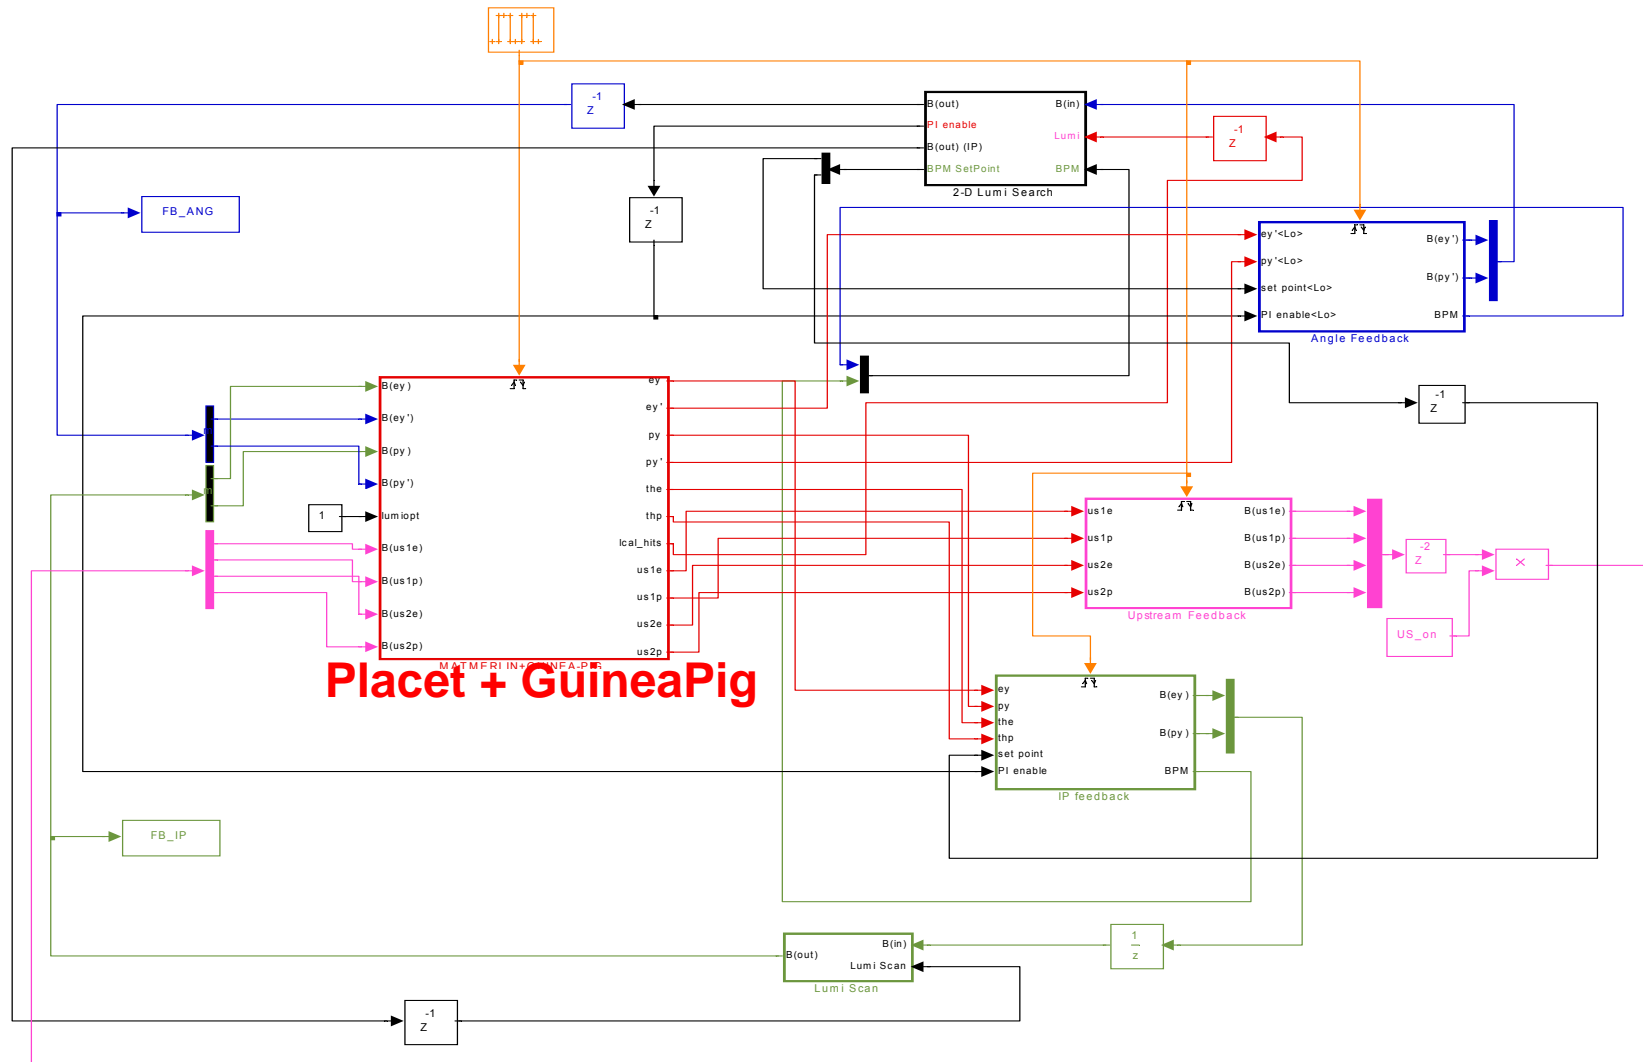 -1
Z
B(out)
B(in)
PI enable
Lumi
B(out) (IP)
BPM SetPoint
BPM
2-D Lumi Search
-1
Z
FB_ANG
-1
Z
ey'<Lo>
py'<Lo>
set point<Lo>
PI enable<Lo>
B(ey')
B(py')
BPM
Angle Feedback
-1
Z
B(ey)
B(ey')
B(py)
B(py')
1
lumiopt
B(us1e)
B(us1p)
B(us2e)
B(us2p)
ey
ey'
py
py'
the
thp
lcal_hits
us1e
us1p
us2e
us2p
MATMERLIN+GUINEA-PIG
Placet + GuineaPig
us1e
us1p
us2e
us2p
B(us1e)
B(us1p)
B(us2e)
B(us2p)
Upstream Feedback
-2
Z
×
US_on
ey
py
the
thp
set point
PI enable
B(ey)
B(py)
BPM
IP feedback
FB_IP
B(out)
B(in)
Lumi Scan
Lumi Scan
1
z
-1
Z